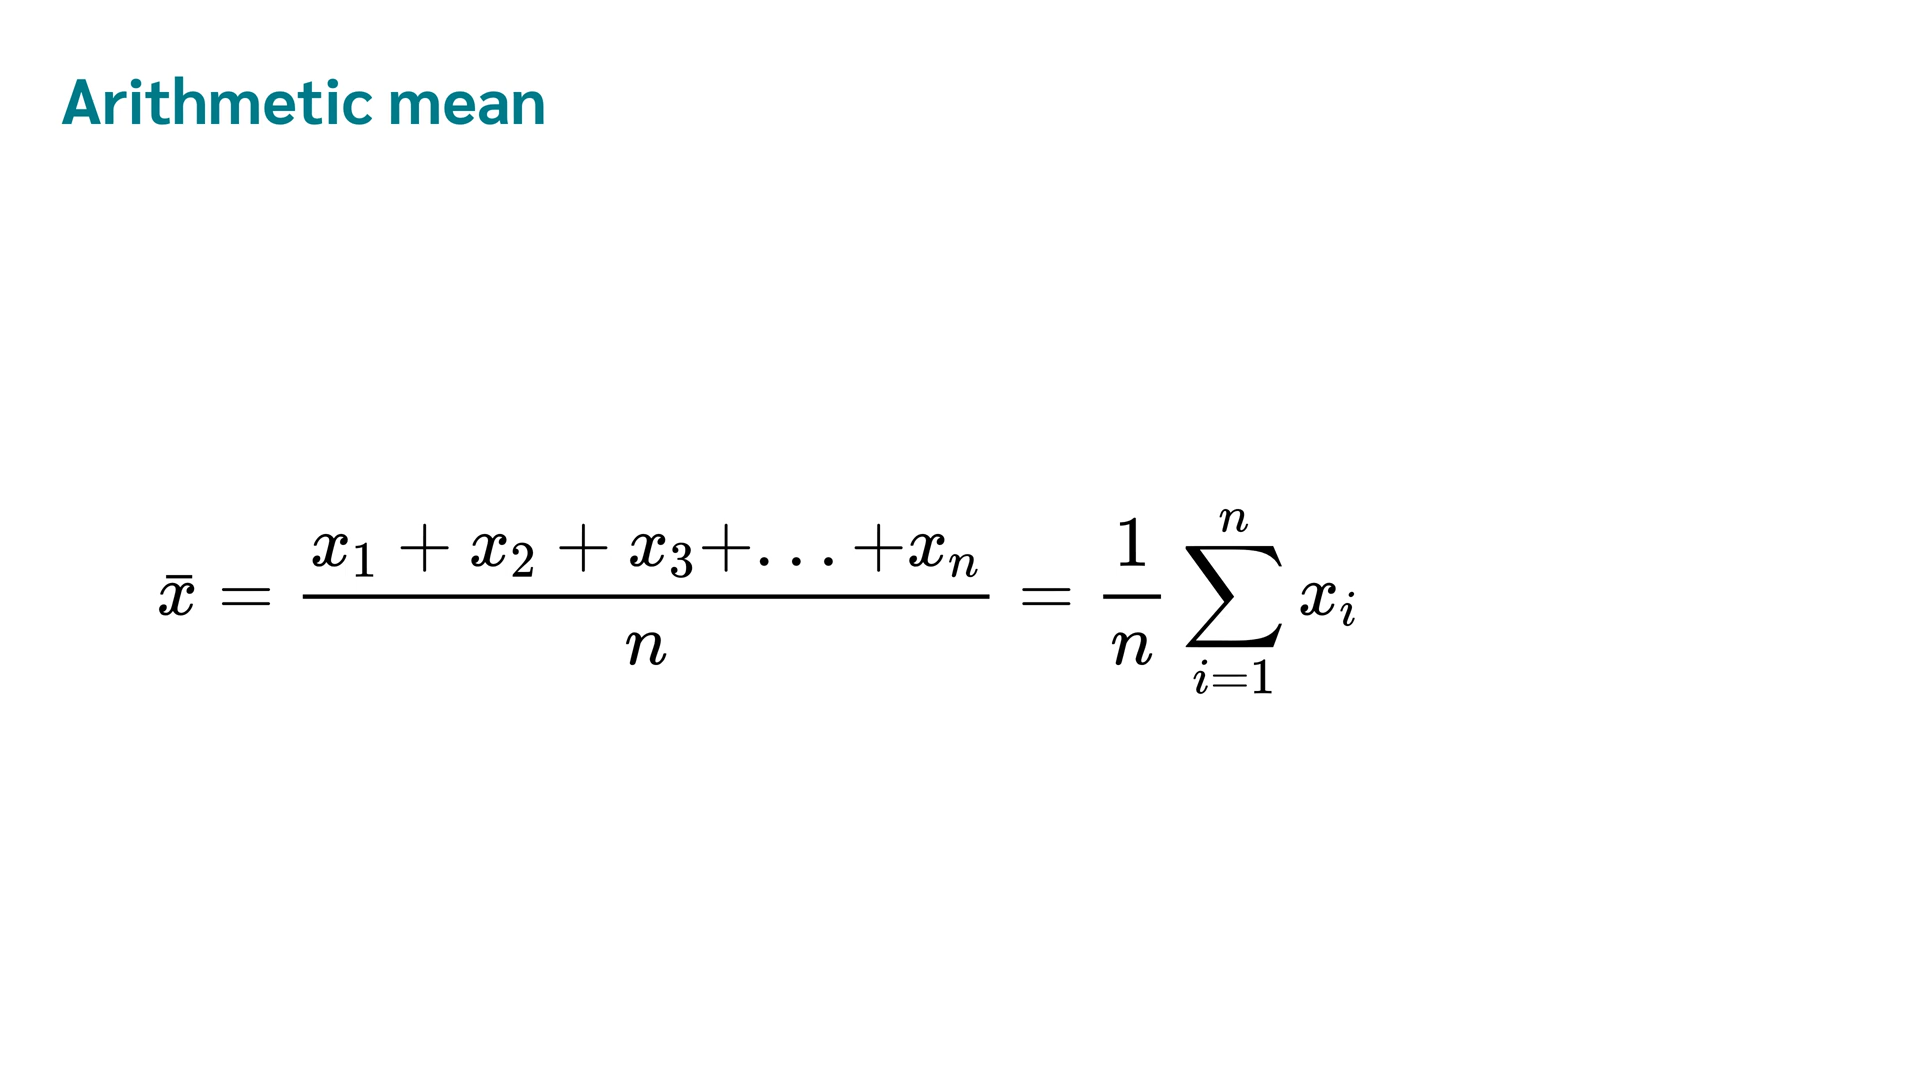 Arithmetic mean
x̄ = (x₁ + x₂ + x₃+...+xₙ)/n = 1/n ∑ᵢ₌₁ⁿ xᵢ